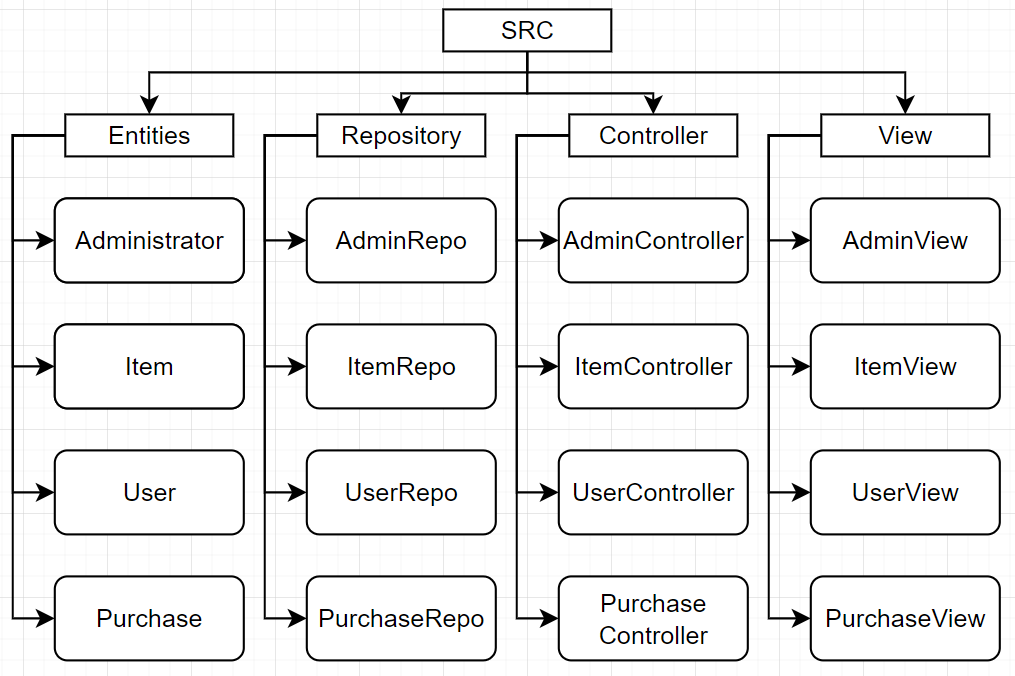 SRC
Entities
Repository
Controller
View
Administrator
AdminRepo
AdminController
AdminView
Item
ItemRepo
ItemController
ItemView
User
UserRepo
UserController
UserView
Purchase
PurchaseRepo
Purchase
Controller
PurchaseView